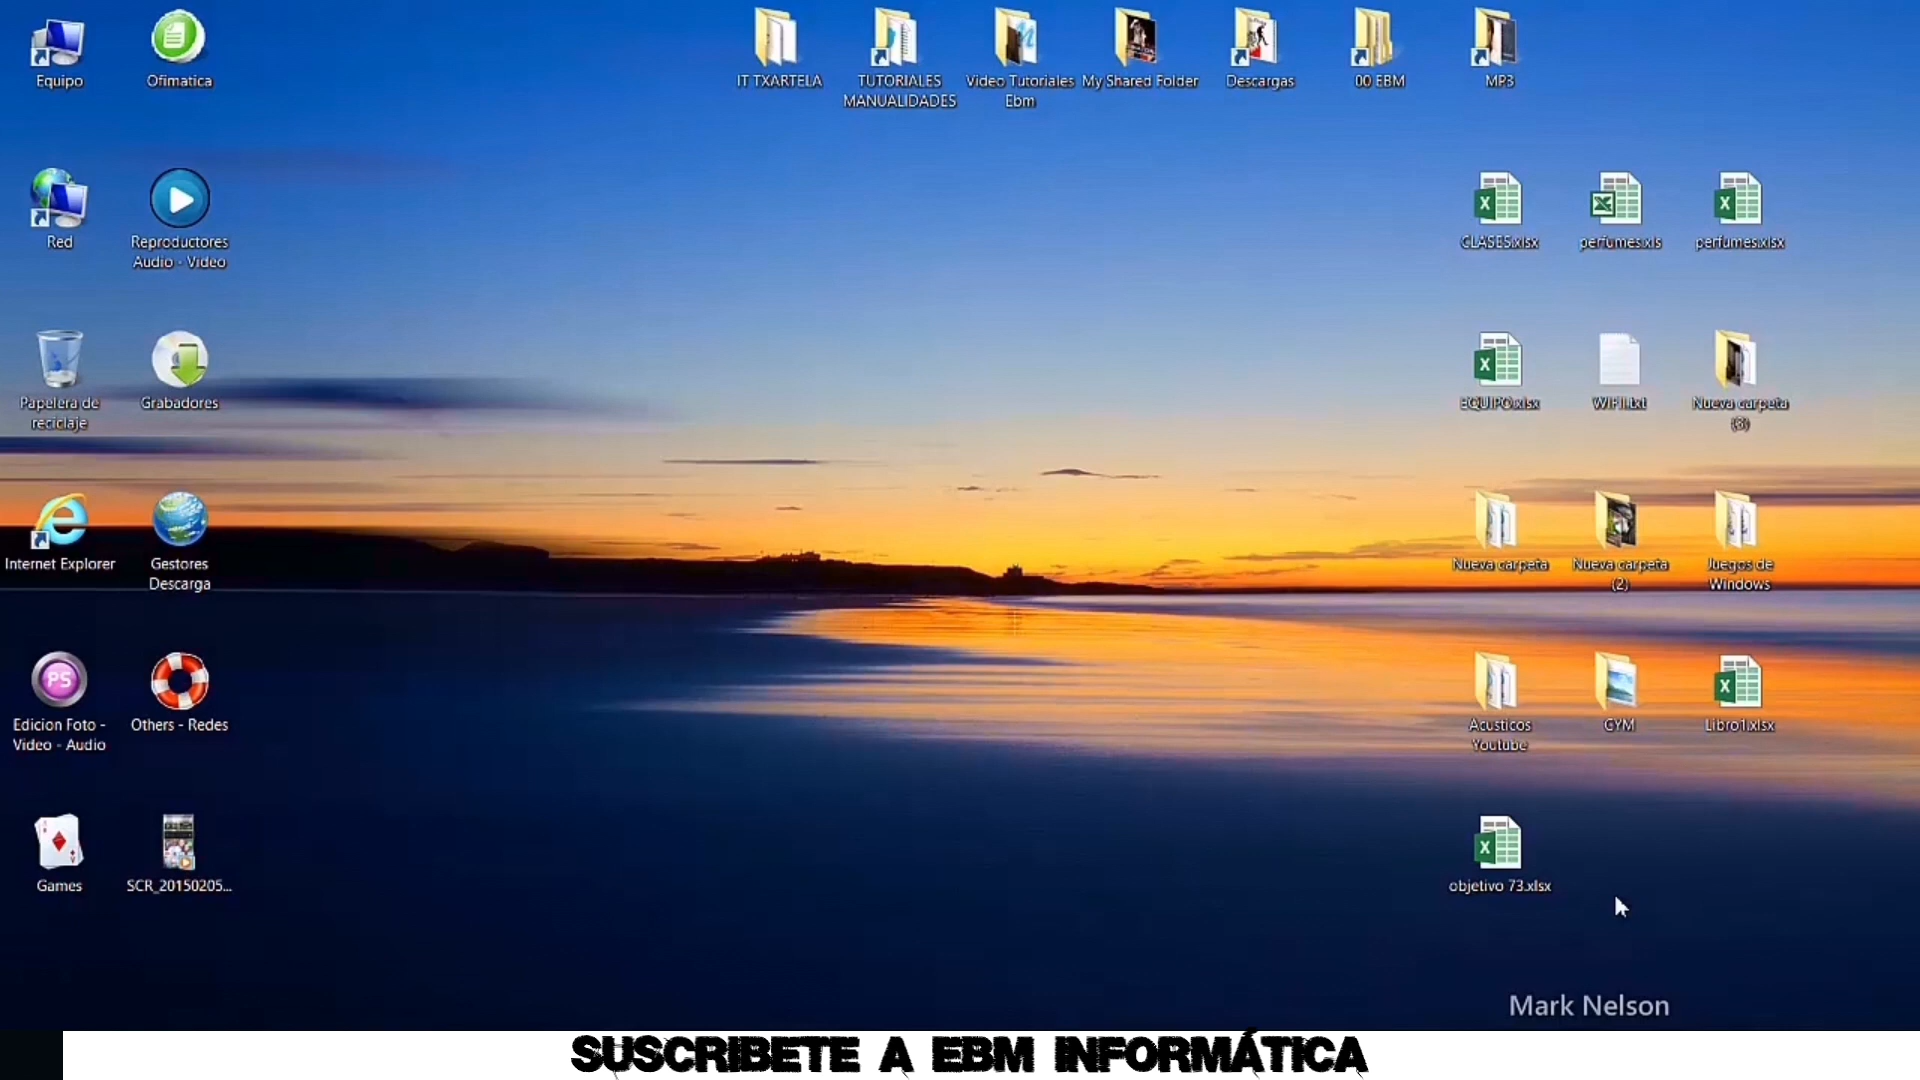 Equipo
Ofimatica
IT TXARTELA
TUTORIALES
MANUALIDADES
Video Tutoriales
Ebm
My Shared Folder
Descargas
00 EBM
MP3
Red
Reproductores
Audio - Video
CLASES.xlsx
perfumes.xls
perfumes.xlsx
Papelera de
reciclaje
Grabadores
EQUIPO.xlsx
WIFI1.txt
Nueva carpeta
(3)
Internet Explorer
Gestores
Descarga
Nueva carpeta
Nueva carpeta
(2)
Juegos de
Windows
PS
Edicion Foto -
Video - Audio
Others - Redes
Acusticos
Youtube
GYM
Libro1.xlsx
Games
SCR_20150205...
objetivo 73.xlsx
Mark Nelson
SUSCRIBETE A EBM INFORMÁTICA